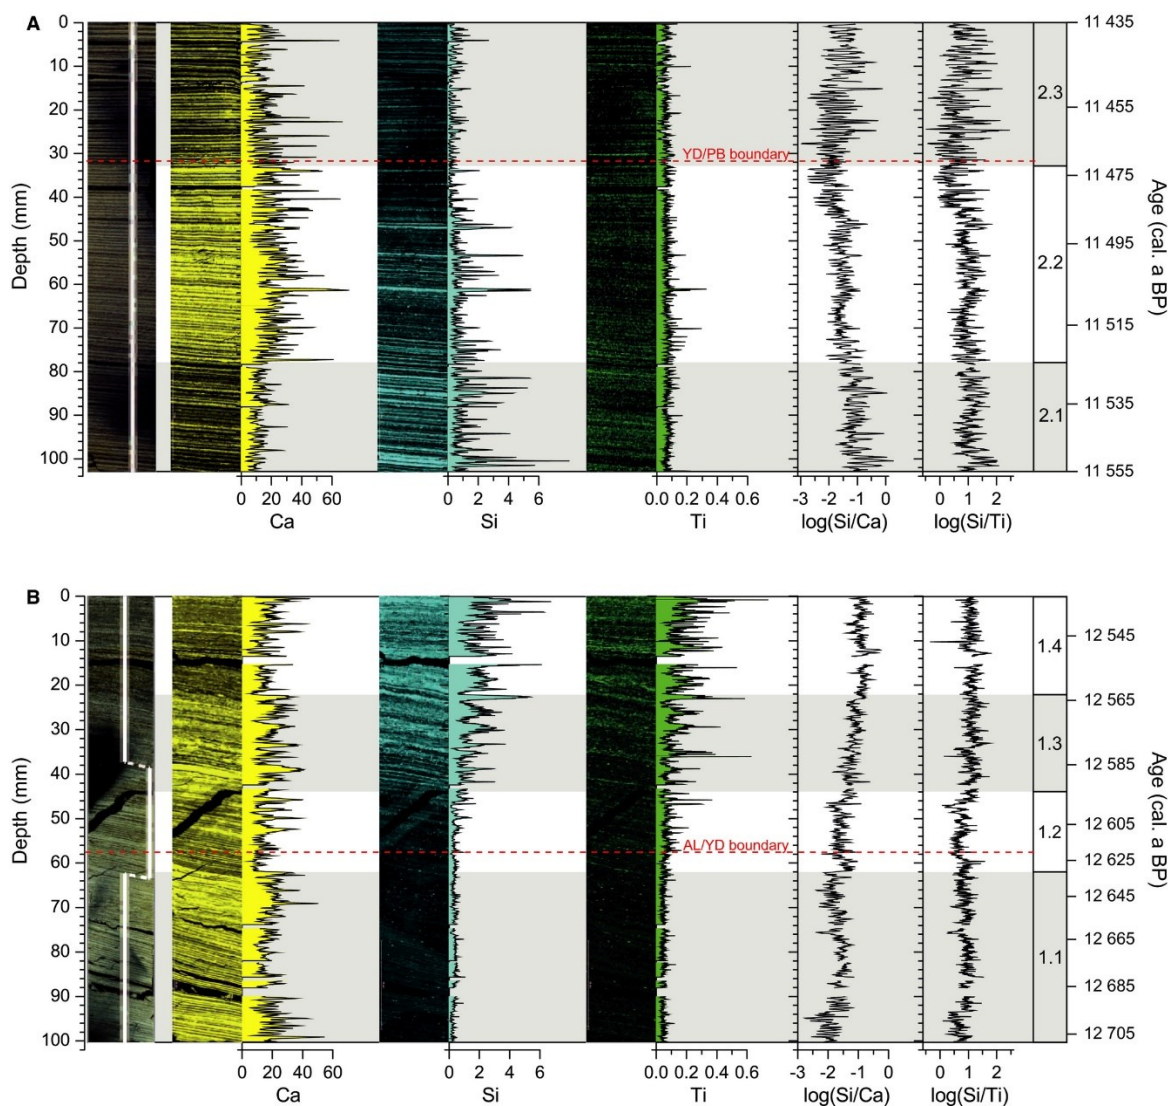 A
0
10
20
30
40
50
60
70
80
90
100
Depth (mm)
YD/PB boundary
2.3
2.2
2.1
11 435
11 455
11 475
11 495
11 515
11 535
11 555
Age (cal. a BP)
0 20 40 60
Ca
0 2 4 6
Si
0.0 0.2 0.4 0.6
Ti
-3 -2 -1 0
log(Si/Ca)
0 1 2
log(Si/Ti)
B
0
10
20
30
40
50
60
70
80
90
100
Depth (mm)
AL/YD boundary
1.4
1.3
1.2
1.1
12 545
12 565
12 585
12 605
12 625
12 645
12 665
12 685
12 705
Age (cal. a BP)
0 20 40 60
Ca
0 2 4 6
Si
0.0 0.2 0.4 0.6
Ti
-3 -2 -1 0
log(Si/Ca)
0 1 2
log(Si/Ti)